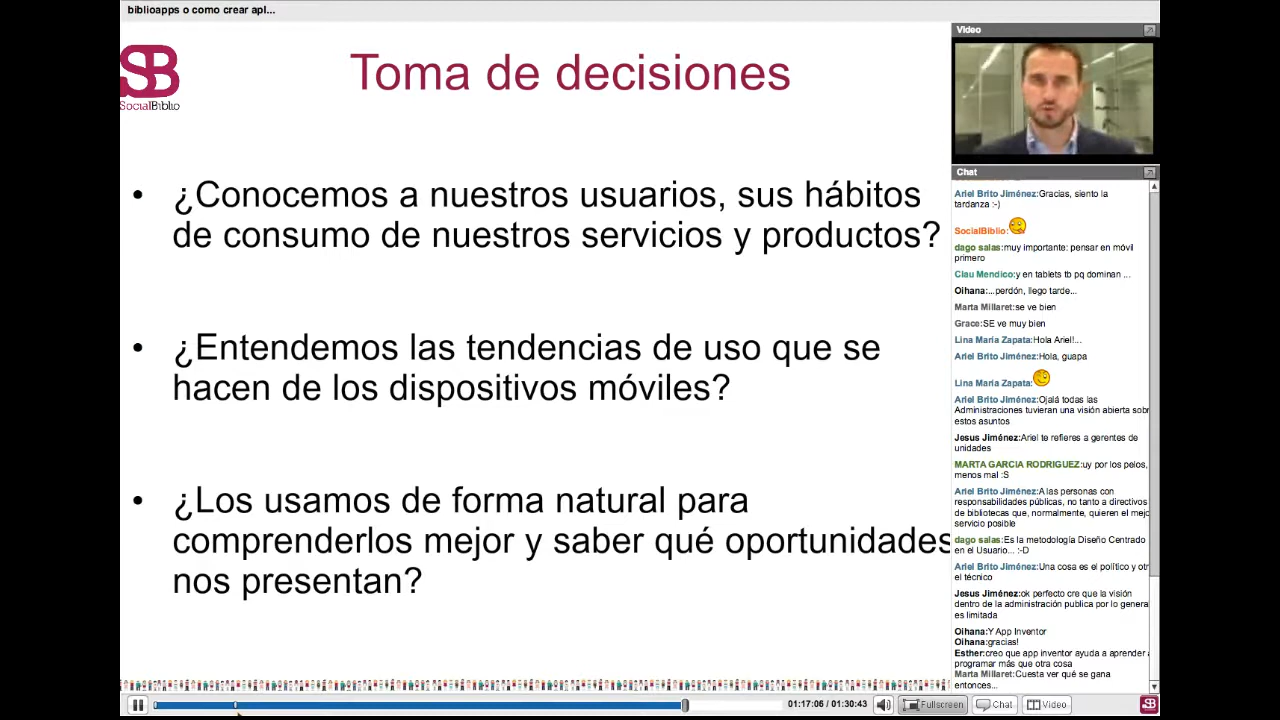 biblioapps o como crear apl...
SB
SocialBiblio
Toma de decisiones
• ¿Conocemos a nuestros usuarios, sus hábitos
de consumo de nuestros servicios y productos?
• ¿Entendemos las tendencias de uso que se
hacen de los dispositivos móviles?
• ¿Los usamos de forma natural para
comprenderlos mejor y saber qué oportunidades
nos presentan?
Video
Chat
Ariel Brito Jiménez:Gracias, siento la
tardanza :-)
SocialBiblio:
dago salas:muy importante: pensar en móvil
primero
Clau Mendico:y en tablets tb pq dominan ...
Oihana:...perdón, llego tarde...
Marta Millaret:se ve bien
Grace:SE ve muy bien
Lina María Zapata:Hola Ariel!...
Ariel Brito Jiménez:Hola, guapa
Lina María Zapata:
Ariel Brito Jiménez:Ojalá todas las
Administraciones tuvieran una visión abierta sobr
estos asuntos
Jesus Jiménez:Ariel te refieres a gerentes de
unidades
MARTA GARCIA RODRIGUEZ:uy por los pelos,
menos mal :S
Ariel Brito Jiménez:A las personas con
responsabilidades públicas, no tanto a directivos
de bibliotecas que, normalmente, quieren el mejo
servicio posible
dago salas:Es la metodología Diseño Centrado
en el Usuario... :-D
Ariel Brito Jiménez:Una cosa es el político y otr
el técnico
Jesus Jiménez:ok perfecto cre que la visión
dentro de la administración publica por lo genera
es limitada
Oihana:Y App Inventor
Oihana:gracias!
Esther:creo que app inventor ayuda a aprender a
programar más que otra cosa
Marta Millaret:Cuesta ver qué se gana
entonces...
01:17:06 / 01:30:43
Fullscreen
Chat
Video
SB